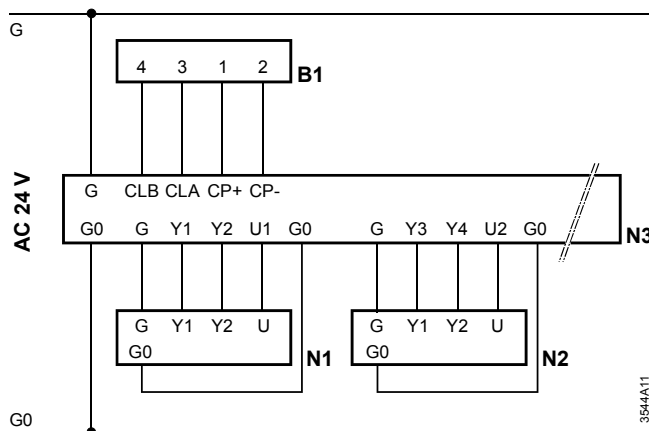 G
4 3 1 2
B1
AC 24 V
G CLB CLA CP+ CP-
G0 G Y1 Y2 U1 G0 G Y3 Y4 U2 G0
N3
G Y1 Y2 U
G0
N1
G Y1 Y2 U
G0
N2
G0
3544A11